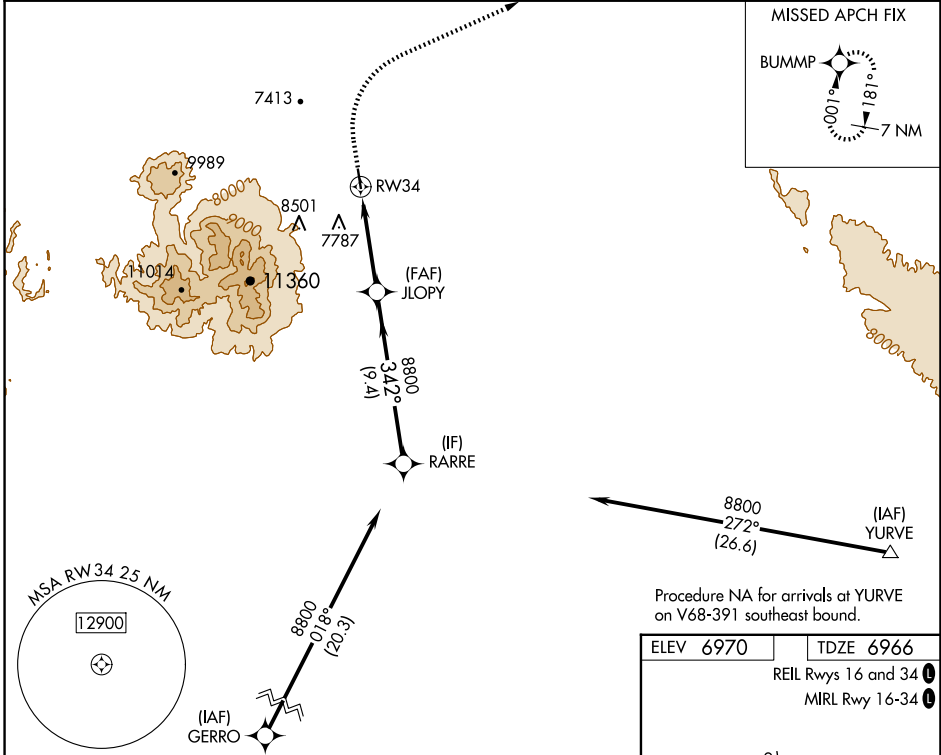 MISSED APCH FIX
BUMMP
001°
181°
7 NM
7413
9989
RW34
8501
7787
11014
11360
(FAF)
JLOPY
8800
342°
(9.4)
(IF)
RARRE
8800
272°
(26.6)
(IAF)
YURVE
MSA RW34 25 NM
12900
8800
018°
(20.3)
(IAF)
GERRO
Procedure NA for arrivals at YURVE
on V68-391 southeast bound.
ELEV 6970
TDZE 6966
REIL Rwys 16 and 34 L
MIRL Rwy 16-34 L